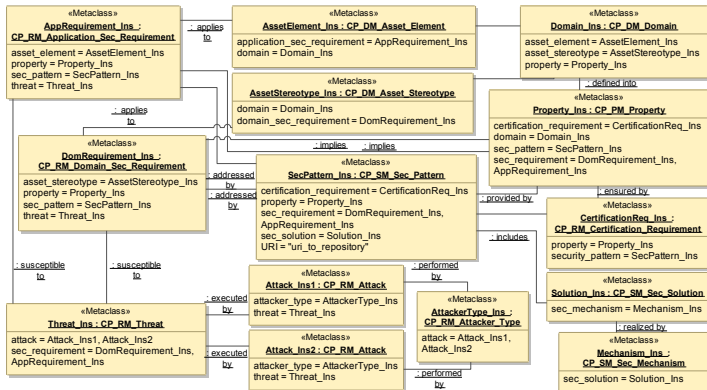 «Metaclass»
AppRequirement_Ins :
CP_RM_Application_Sec_Requirement
asset_element = AssetElement_Ins
property = Property_Ins
sec_pattern = SecPattern_Ins
threat = Threat_Ins
: applies
to
«Metaclass»
AssetElement_Ins : CP_DM_Asset_Element
application_sec_requirement = AppRequirement_Ins
domain = Domain_Ins
«Metaclass»
Domain_Ins : CP_DM_Domain
asset_element = AssetElement_Ins
asset_stereotype = AssetStereotype_Ins
property = Property_Ins
«Metaclass»
AssetStereotype_Ins : CP_DM_Asset_Stereotype
domain = Domain_Ins
domain_sec_requirement = DomRequirement_Ins
: defined into
: applies
to
«Metaclass»
Property_Ins : CP_PM_Property
certification_requirement = CertificationReq_Ins
domain = Domain_Ins
sec_pattern = SecPattern_Ins
sec_requirement = DomRequirement_Ins,
AppRequirement_Ins
: implies
: implies
«Metaclass»
DomRequirement_Ins :
CP_RM_Domain_Sec_Requirement
asset_stereotype = AssetStereotype_Ins
property = Property_Ins
sec_pattern = SecPattern_Ins
threat = Threat_Ins
: addressed
by
: addressed
by
«Metaclass»
SecPattern_Ins : CP_SM_Sec_Pattern
certification_requirement = CertificationReq_Ins
property = Property_Ins
sec_requirement = DomRequirement_Ins,
AppRequirement_Ins
sec_solution = Solution_Ins
URI = "uri_to_repository"
: provided by
: ensured by
«Metaclass»
CertificationReq_Ins :
CP_RM_Certification_Requirement
property = Property_Ins
security_pattern = SecPattern_Ins
: includes
: susceptible
to
: susceptible
to
: performed
by
«Metaclass»
Solution_Ins : CP_SM_Sec_Solution
sec_mechanism = Mechanism_Ins
: realized by
«Metaclass»
Mechanism_Ins :
CP_SM_Sec_Mechanism
sec_solution = Solution_Ins
«Metaclass»
Threat_Ins : CP_RM_Threat
attack = Attack_Ins1, Attack_Ins2
sec_requirement = DomRequirement_Ins,
AppRequirement_Ins
: executed
by
: executed
by
«Metaclass»
Attack_Ins1 : CP_RM_Attack
attacker_type = AttackerType_Ins
threat = Threat_Ins
«Metaclass»
Attack_Ins2 : CP_RM_Attack
attacker_type = AttackerType_Ins
threat = Threat_Ins
«Metaclass»
AttackerType_Ins :
CP_RM_Attacker_Type
attack = Attack_Ins1,
Attack_Ins2
: performed
by